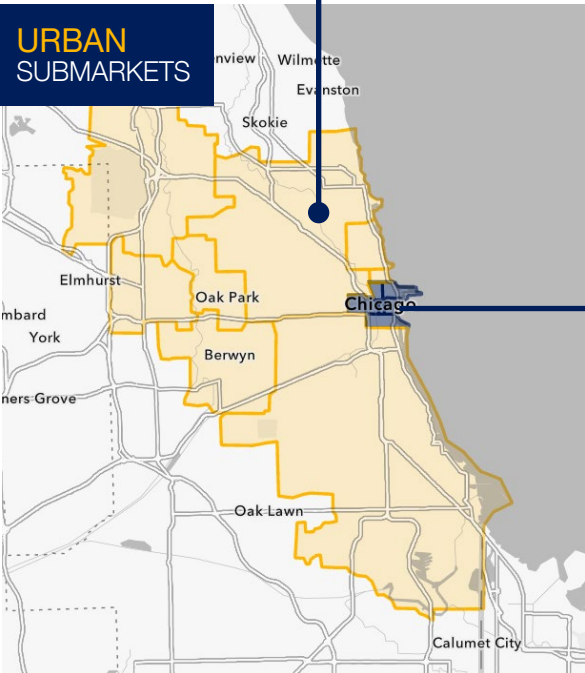 URBAN
SUBMARKETS
Wilmette
Evanston
Skokie
Elmhurst
Oak Park
Chicago
York
Berwyn
Oak Lawn
Calumet City